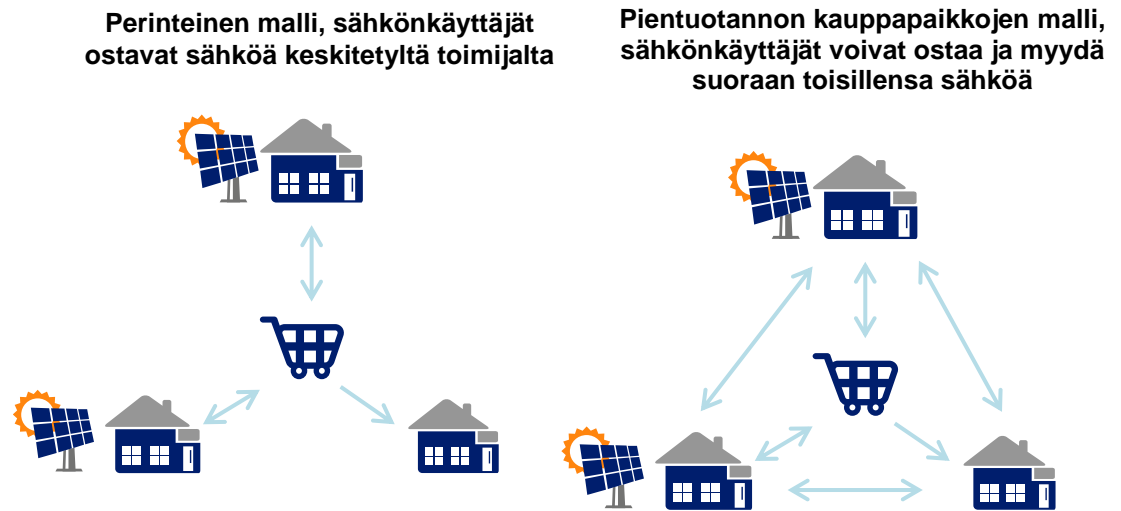 Perinteinen malli, sähkönkäyttäjät
ostavat sähköä keskitetyltä toimijalta
Pientuotannon kauppapaikkojen malli,
sähkönkäyttäjät voivat ostaa ja myydä
suoraan toisillensa sähköä